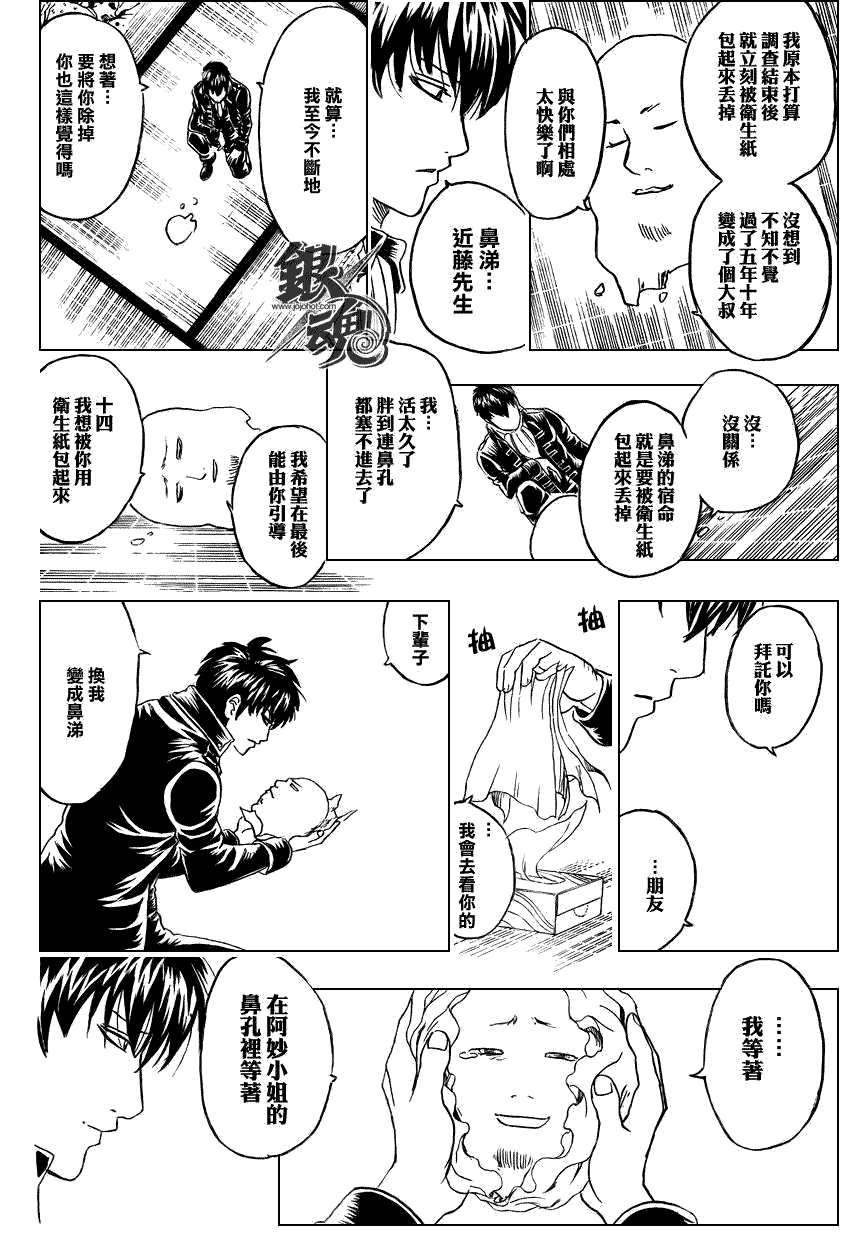 我原本打算
調查結束後
就立刻被衛生紙
包起來丟掉
沒想到
不知不覺
過了五年十年
變成了個大叔
與你們相處
太快樂了啊
鼻涕…
近藤先生
就算…
我至今不斷地
想著…
要將你除掉
你也這樣覺得嗎
銀魂
www.jojohot.com
沒…
沒關係
鼻涕的宿命
就是要被衛生紙
包起來丟掉
我…
活太久了
胖到連鼻孔
都塞不進去了
我希望在最後
能由你引導
十四
我想被你用
衛生紙包起來
可以
拜託你嗎
…朋友
抽
抽
…
我會去看你的
下輩子
換我
變成鼻涕
……
我等著
在阿妙小姐的
鼻孔裡等著